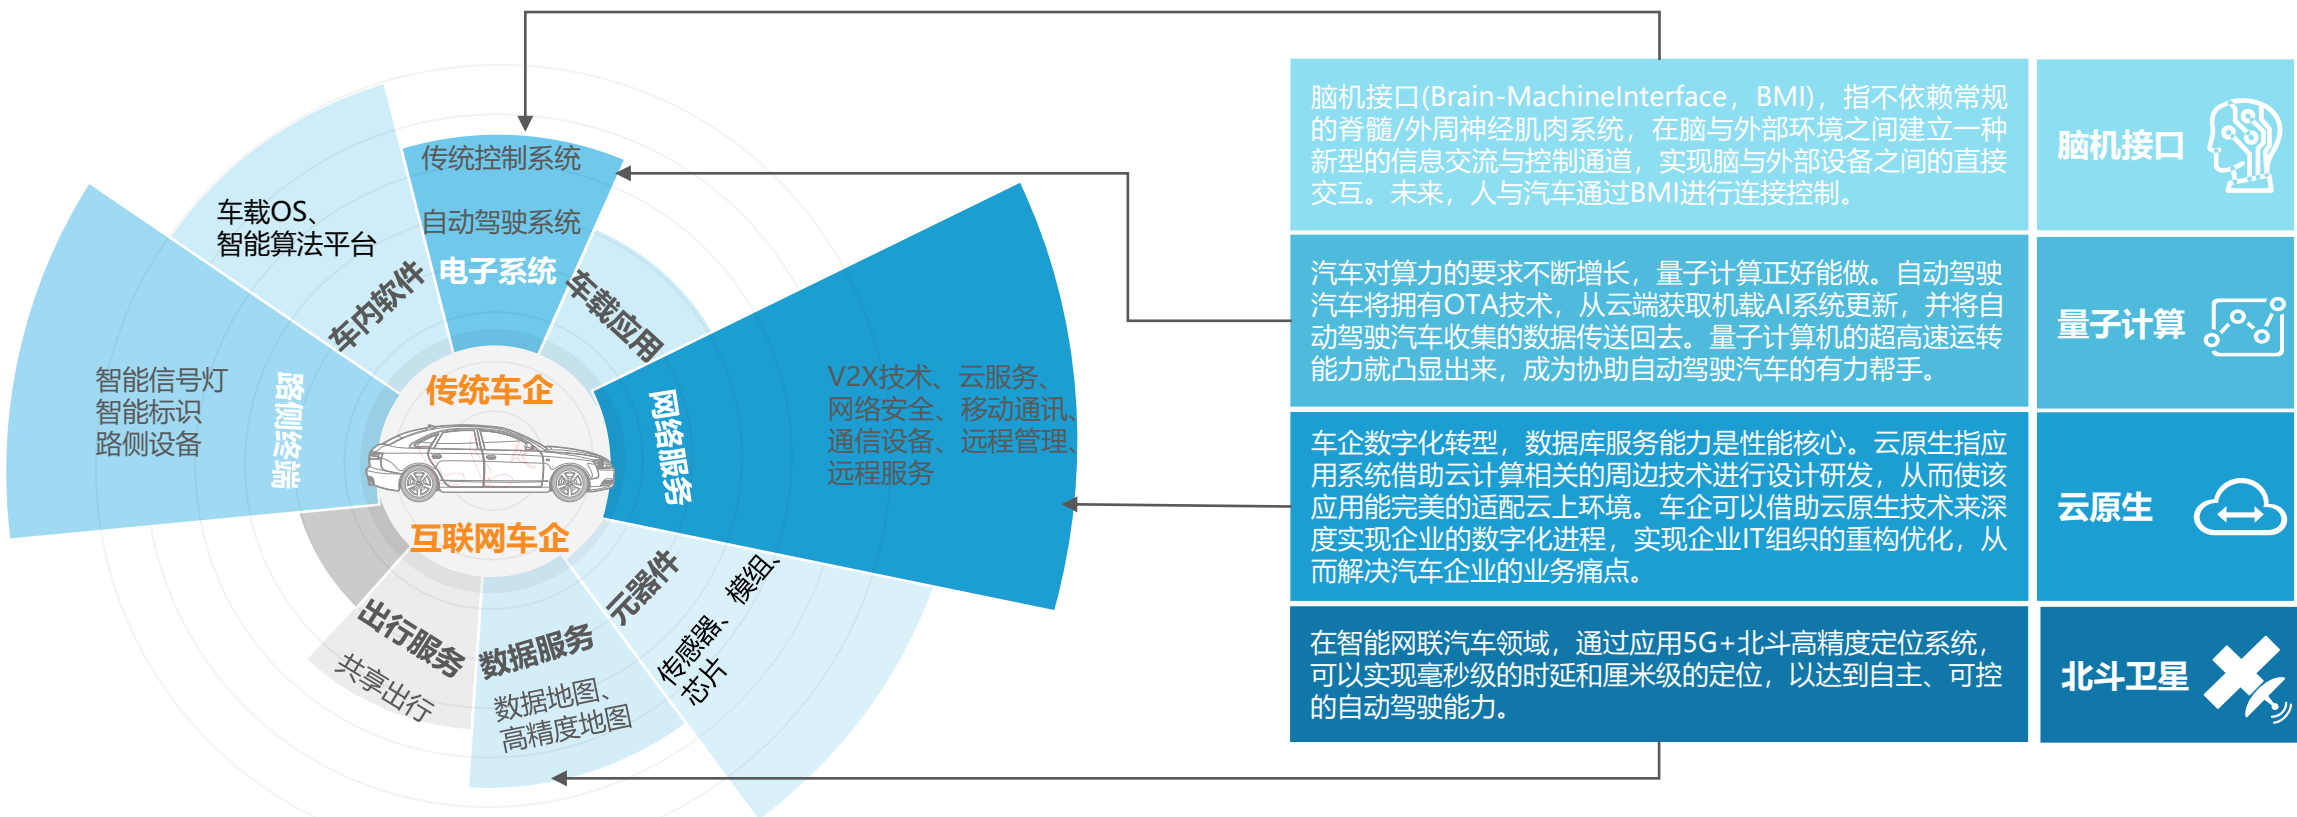 传统控制系统
自动驾驶系统
电子系统
车载OS、
智能算法平台
车内软件
车载应用
智能信号灯
智能标识
路侧设备
路侧终端
传统车企
互联网车企
网络服务
V2X技术、云服务、
网络安全、移动通讯、
通信设备、远程管理、
远程服务
元器件
传感器、模组、
芯片
数据服务
数据地图、
高精度地图
出行服务
共享出行
脑机接口(Brain-MachineInterface，BMI)，指不依赖常规
的脊髓/外周神经肌肉系统，在脑与外部环境之间建立一种
新型的信息交流与控制通道，实现脑与外部设备之间的直接
交互。未来，人与汽车通过BMI进行连接控制。
脑机接口
汽车对算力的要求不断增长，量子计算正好能做。自动驾驶
汽车将拥有OTA技术，从云端获取机载AI系统更新，并将自
动驾驶汽车收集的数据传送回去。量子计算机的超高速运转
能力就凸显出来，成为协助自动驾驶汽车的有力帮手。
量子计算
车企数字化转型，数据库服务能力是性能核心。云原生指应
用系统借助云计算相关的周边技术进行设计研发，从而使该
应用能完美的适配云上环境。车企可以借助云原生技术来深
度实现企业的数字化进程，实现企业IT组织的重构优化，从
而解决汽车企业的业务痛点。
云原生
在智能网联汽车领域，通过应用5G+北斗高精度定位系统，
可以实现毫秒级的时延和厘米级的定位，以达到自主、可控
的自动驾驶能力。
北斗卫星